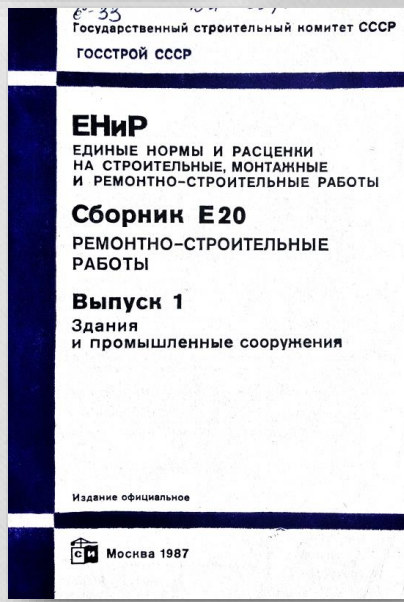 Государственный строительный комитет СССР
ГОССТРОЙ СССР
ЕНиР
ЕДИНЫЕ НОРМЫ И РАСЦЕНКИ
НА СТРОИТЕЛЬНЫЕ, МОНТАЖНЫЕ
И РЕМОНТНО-СТРОИТЕЛЬНЫЕ РАБОТЫ
Сборник Е20
РЕМОНТНО-СТРОИТЕЛЬНЫЕ
РАБОТЫ
Выпуск 1
Здания
и промышленные сооружения
Издание официальное
си Москва 1987